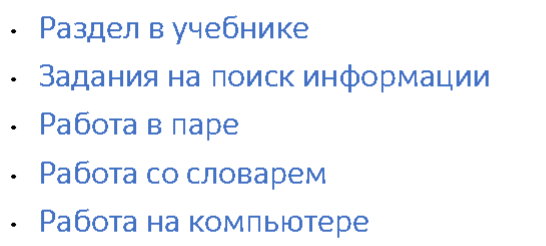 • Раздел в учебнике
• Задания на поиск информации
• Работа в паре
• Работа со словарем
• Работа на компьютере